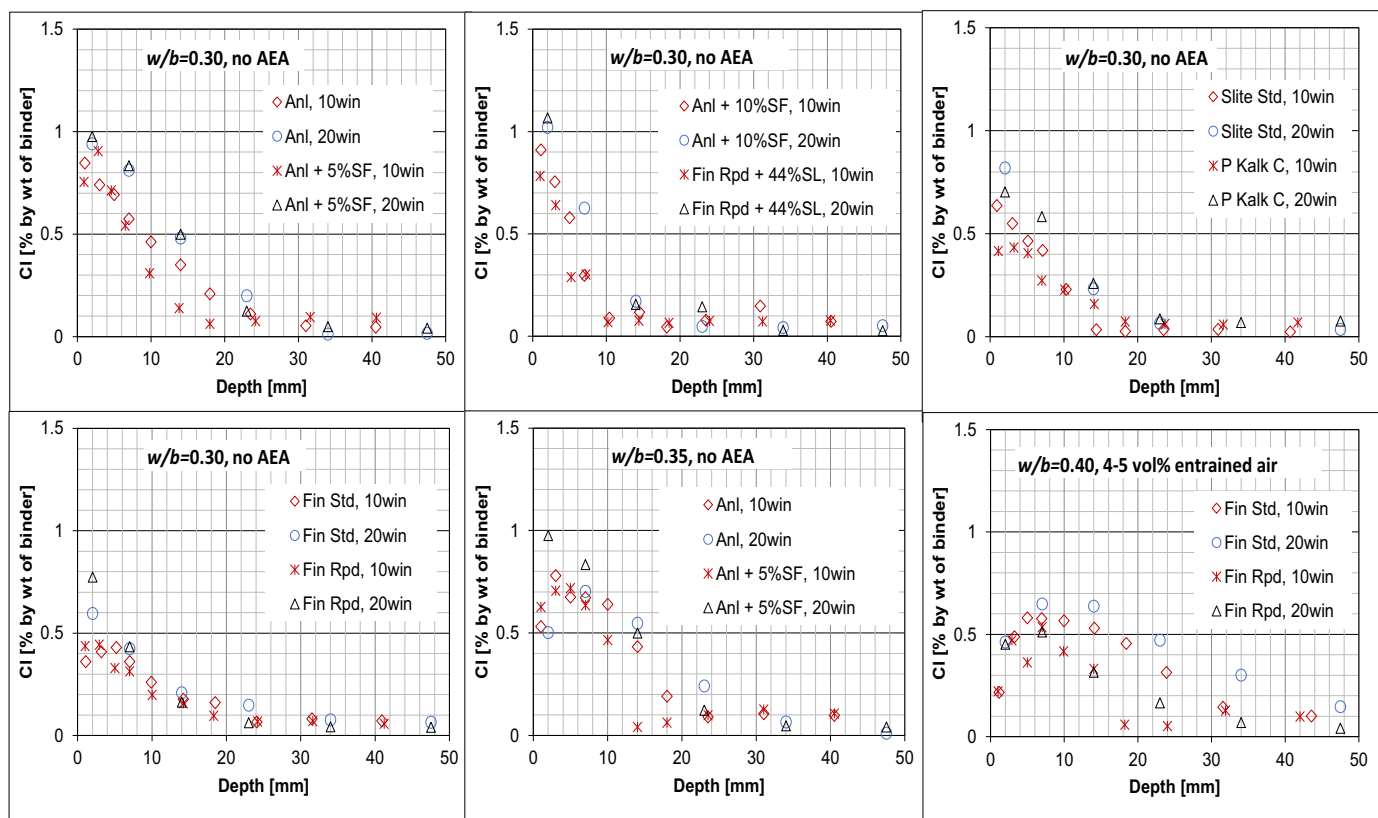 1.5
1
0.5
0
Cl [% by wt of binder]
w/b=0.30, no AEA
Anl, 10win
Anl, 20win
Anl + 5%SF, 10win
Anl + 5%SF, 20win
0 10 20 30 40 50
Depth [mm]
1.5
1
0.5
0
Cl [% by wt of binder]
w/b=0.30, no AEA
Anl + 10%SF, 10win
Anl + 10%SF, 20win
Fin Rpd + 44%SL, 10win
Fin Rpd + 44%SL, 20win
0 10 20 30 40 50
Depth [mm]
1.5
1
0.5
0
Cl [% by wt of binder]
w/b=0.30, no AEA
Slite Std, 10win
Slite Std, 20win
P Kalk C, 10win
P Kalk C, 20win
0 10 20 30 40 50
Depth [mm]
1.5
1
0.5
0
Cl [% by wt of binder]
w/b=0.30, no AEA
Fin Std, 10win
Fin Std, 20win
Fin Rpd, 10win
Fin Rpd, 20win
0 10 20 30 40 50
Depth [mm]
1.5
1
0.5
0
Cl [% by wt of binder]
w/b=0.35, no AEA
Anl, 10win
Anl, 20win
Anl + 5%SF, 10win
Anl + 5%SF, 20win
0 10 20 30 40 50
Depth [mm]
1.5
1
0.5
0
Cl [% by wt of binder]
w/b=0.40, 4-5 vol% entrained air
Fin Std, 10win
Fin Std, 20win
Fin Rpd, 10win
Fin Rpd, 20win
0 10 20 30 40 50
Depth [mm]